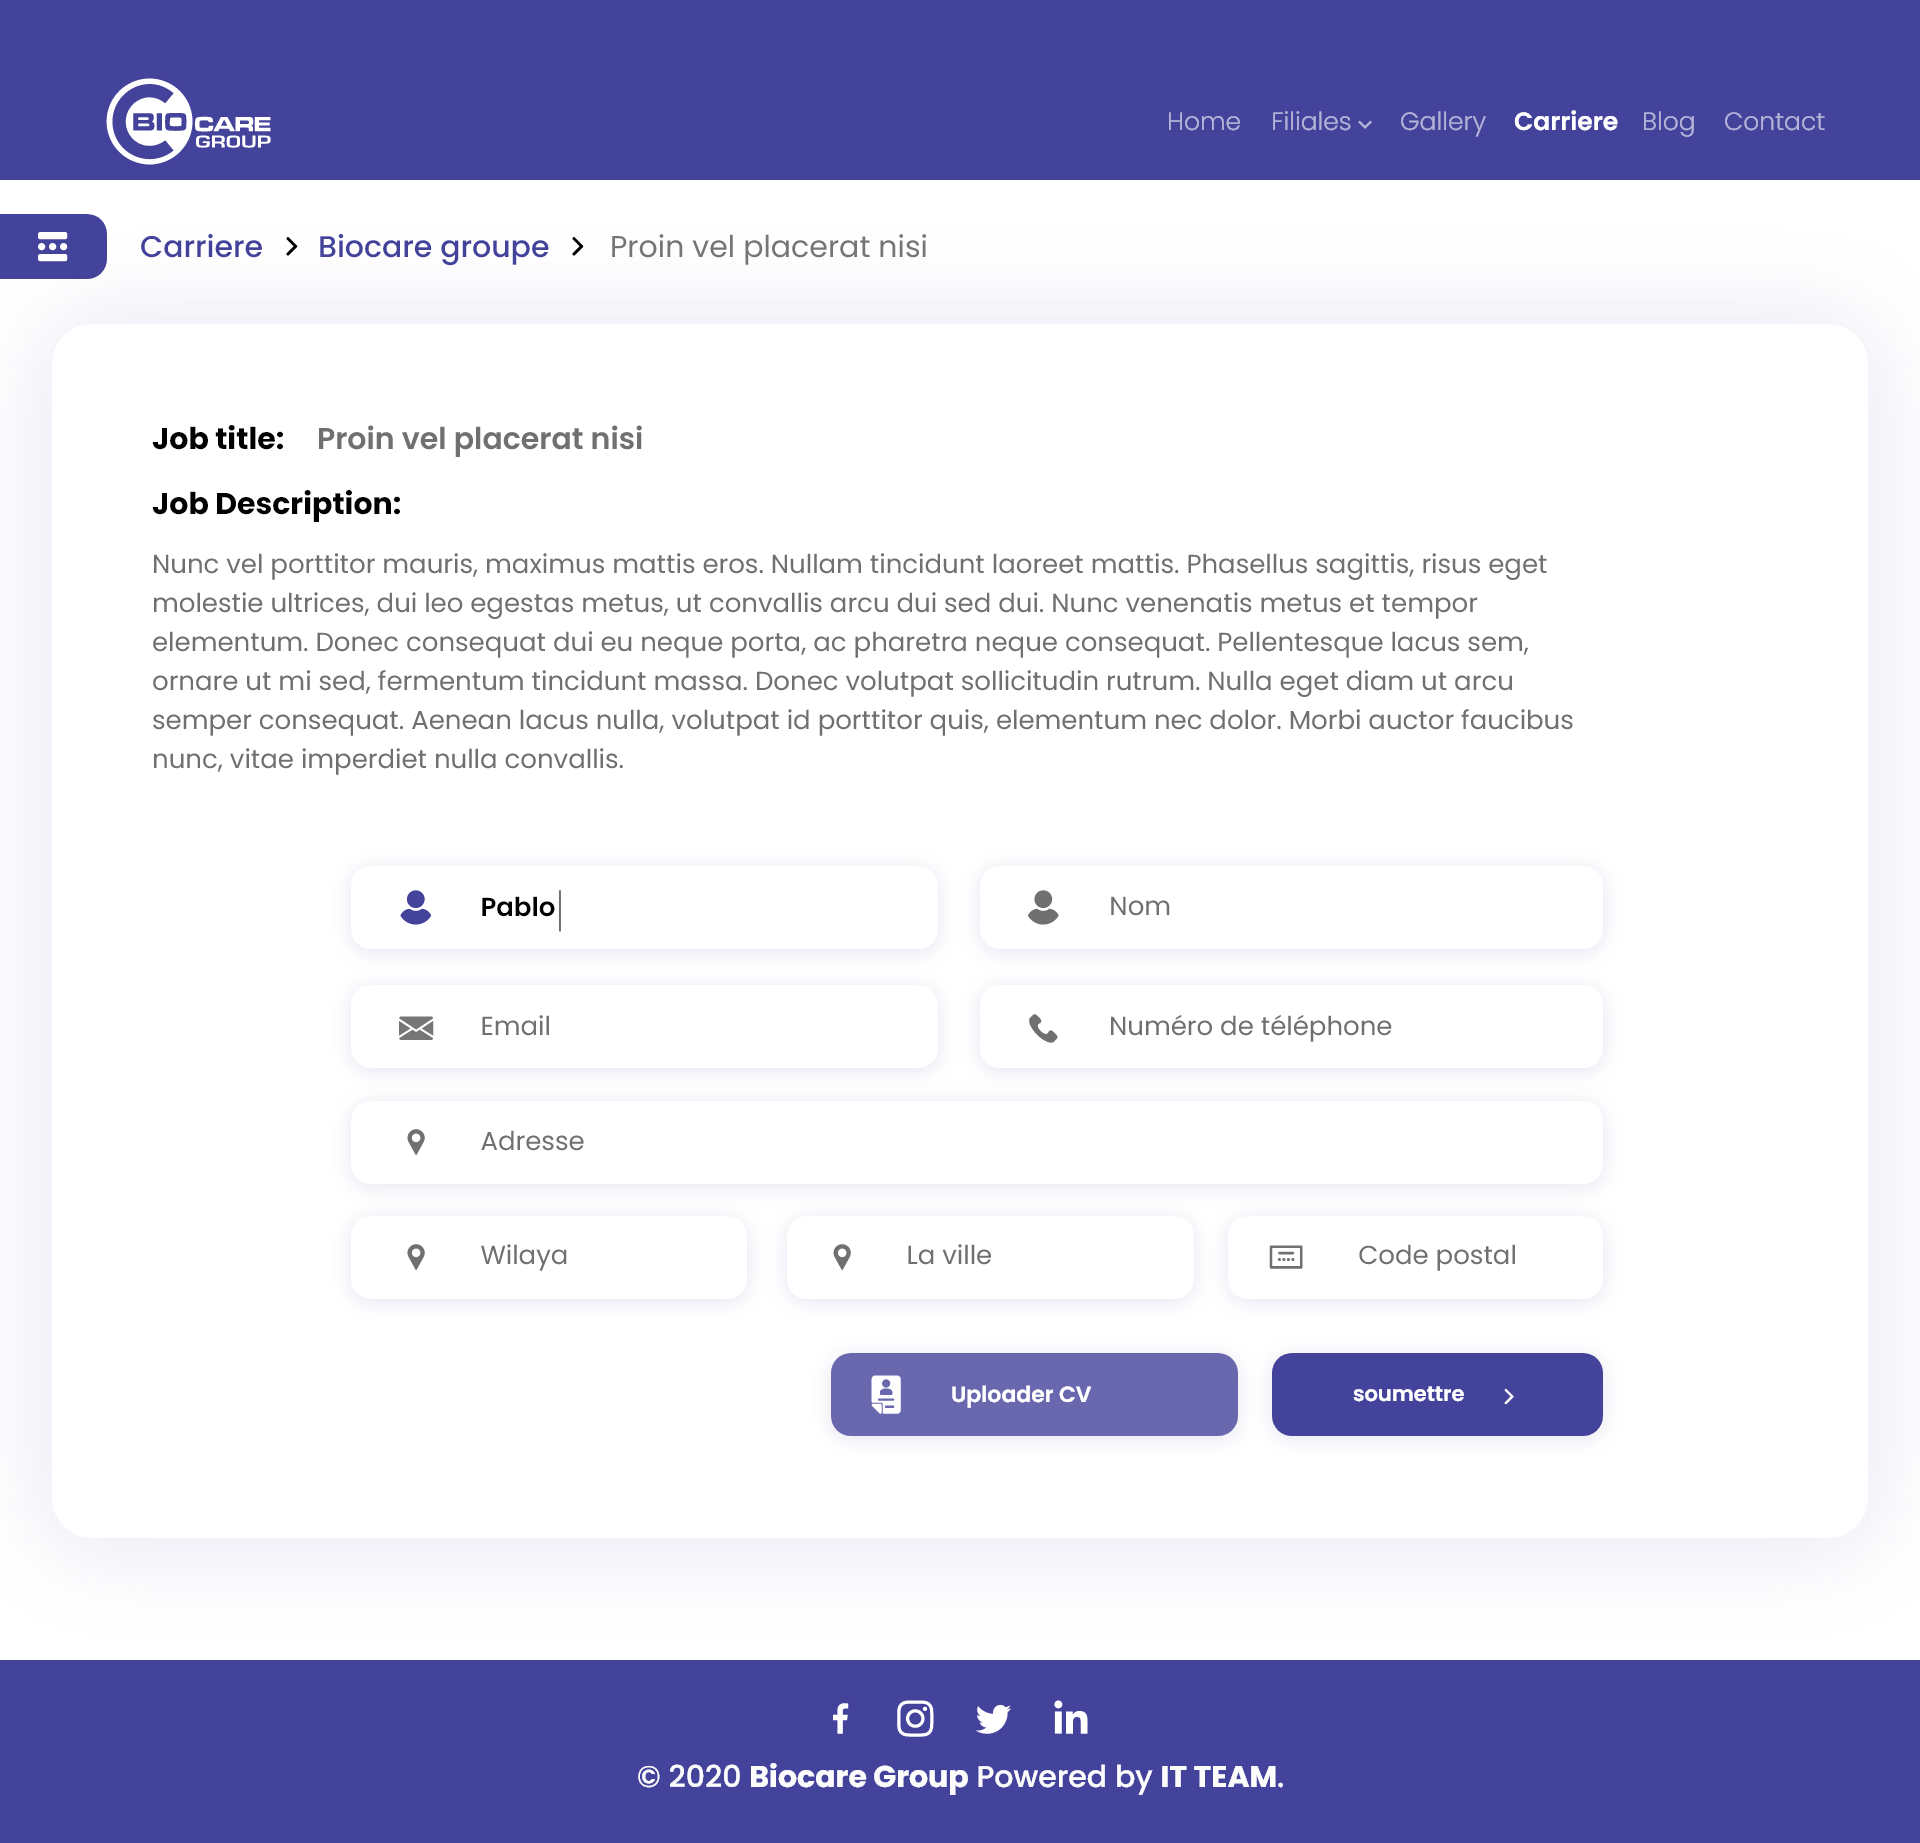 BIO CARE
GROUP
Home Filiales Gallery Carriere Blog Contact
Carriere > Biocare groupe > Proin vel placerat nisi
Job title: Proin vel placerat nisi
Job Description:
Nunc vel porttitor mauris, maximus mattis eros. Nullam tincidunt laoreet mattis. Phasellus sagittis, risus eget
molestie ultrices, dui leo egestas metus, ut convallis arcu dui sed dui. Nunc venenatis metus et tempor
elementum. Donec consequat dui eu neque porta, ac pharetra neque consequat. Pellentesque lacus sem,
ornare ut mi sed, fermentum tincidunt massa. Donec volutpat sollicitudin rutrum. Nulla eget diam ut arcu
semper consequat. Aenean lacus nulla, volutpat id porttitor quis, elementum nec dolor. Morbi auctor faucibus
nunc, vitae imperdiet nulla convallis.
Pablo Nom
Email Numéro de téléphone
Adresse
Wilaya La ville Code postal
Uploader CV soumettre >
© 2020 Biocare Group Powered by IT TEAM.